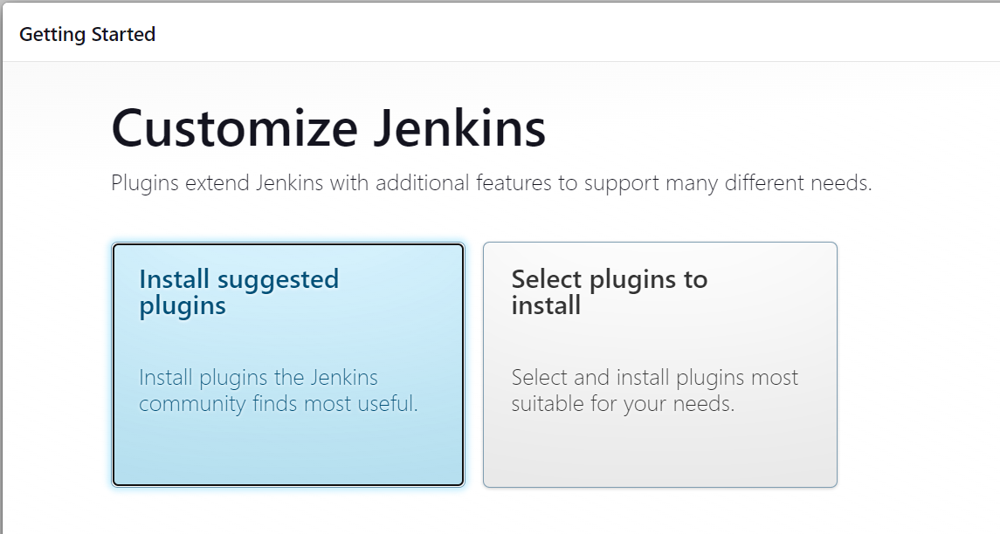 Getting Started
Customize Jenkins
Plugins extend Jenkins with additional features to support many different needs.
Install suggested
plugins
Install plugins the Jenkins
community finds most useful.
Select plugins to
install
Select and install plugins most
suitable for your needs.